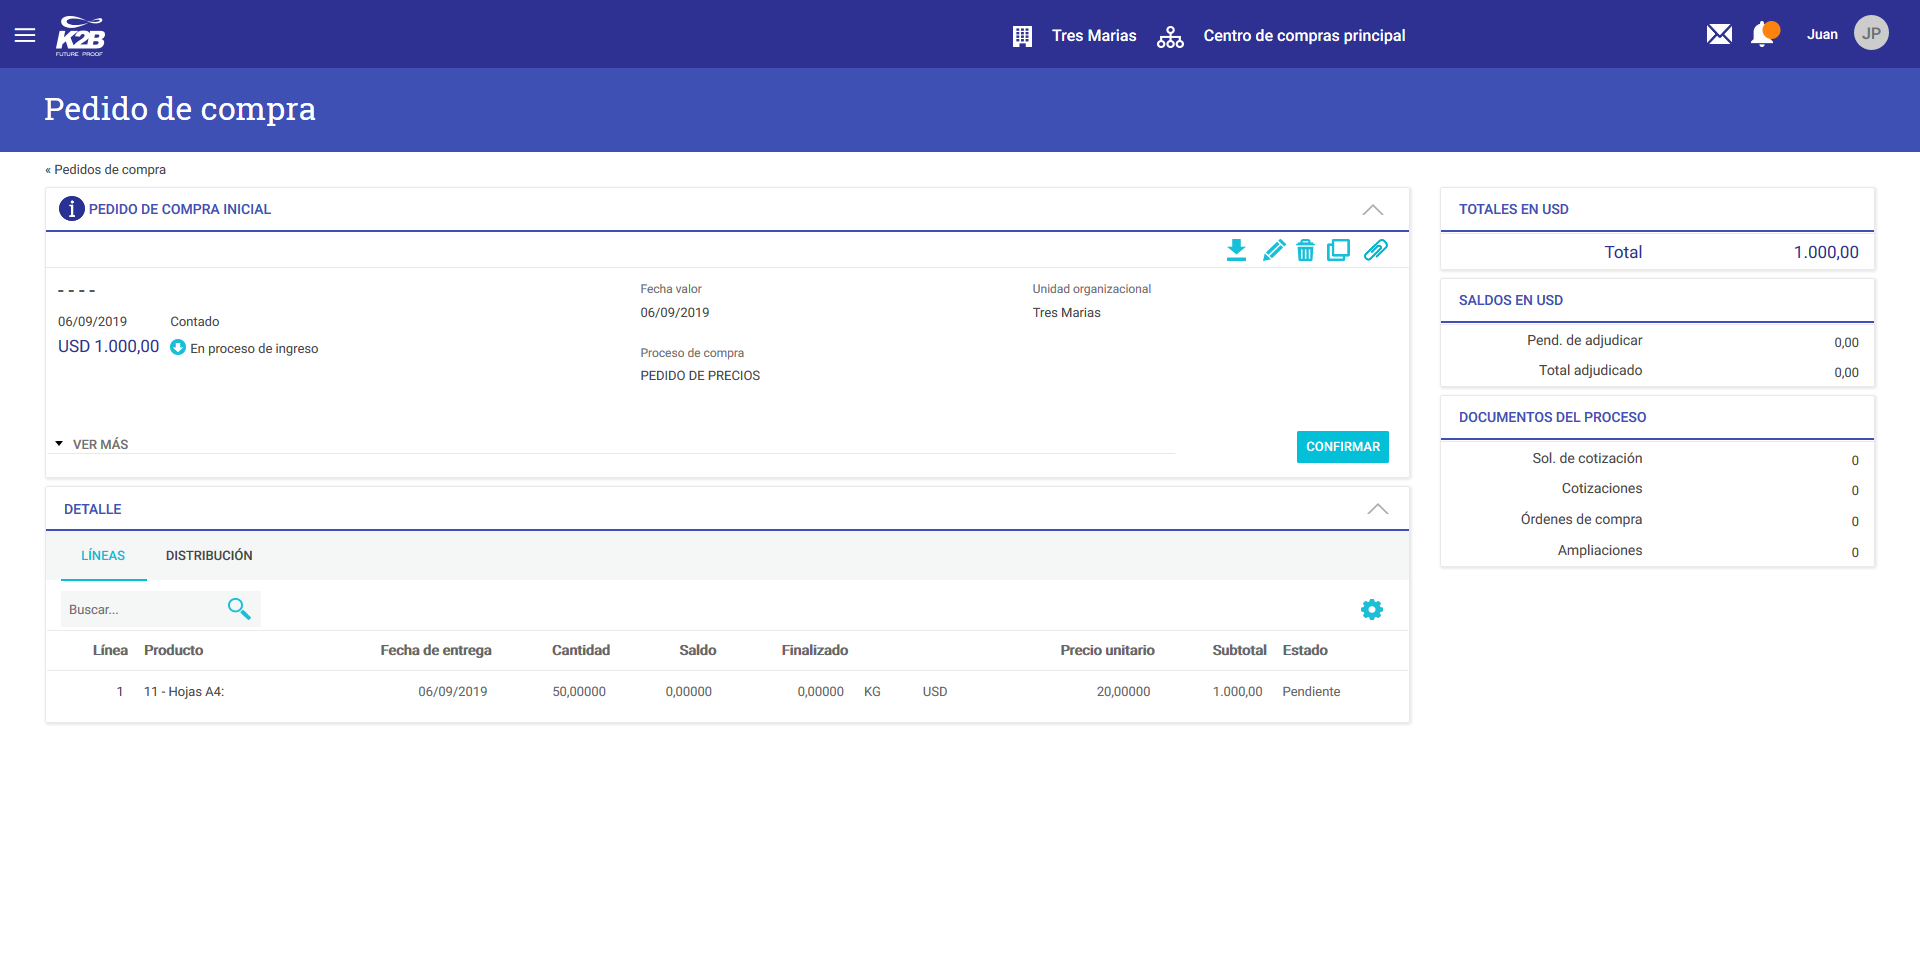 K2B
FUTURE PROOF
Tres Marias
Centro de compras principal
Juan
JP
Pedido de compra
« Pedidos de compra
PEDIDO DE COMPRA INICIAL
- - - -
06/09/2019 Contado
USD 1.000,00 En proceso de ingreso
Fecha valor
06/09/2019
Proceso de compra
PEDIDO DE PRECIOS
Unidad organizacional
Tres Marias
VER MÁS
CONFIRMAR
DETALLE
LÍNEAS DISTRIBUCIÓN
Buscar...
Línea Producto Fecha de entrega Cantidad Saldo Finalizado Precio unitario Subtotal Estado
1 11 - Hojas A4: 06/09/2019 50,00000 0,00000 0,00000 KG USD 20,00000 1.000,00 Pendiente
TOTALES EN USD
Total 1.000,00
SALDOS EN USD
Pend. de adjudicar 0,00
Total adjudicado 0,00
DOCUMENTOS DEL PROCESO
Sol. de cotización 0
Cotizaciones 0
Órdenes de compra 0
Ampliaciones 0